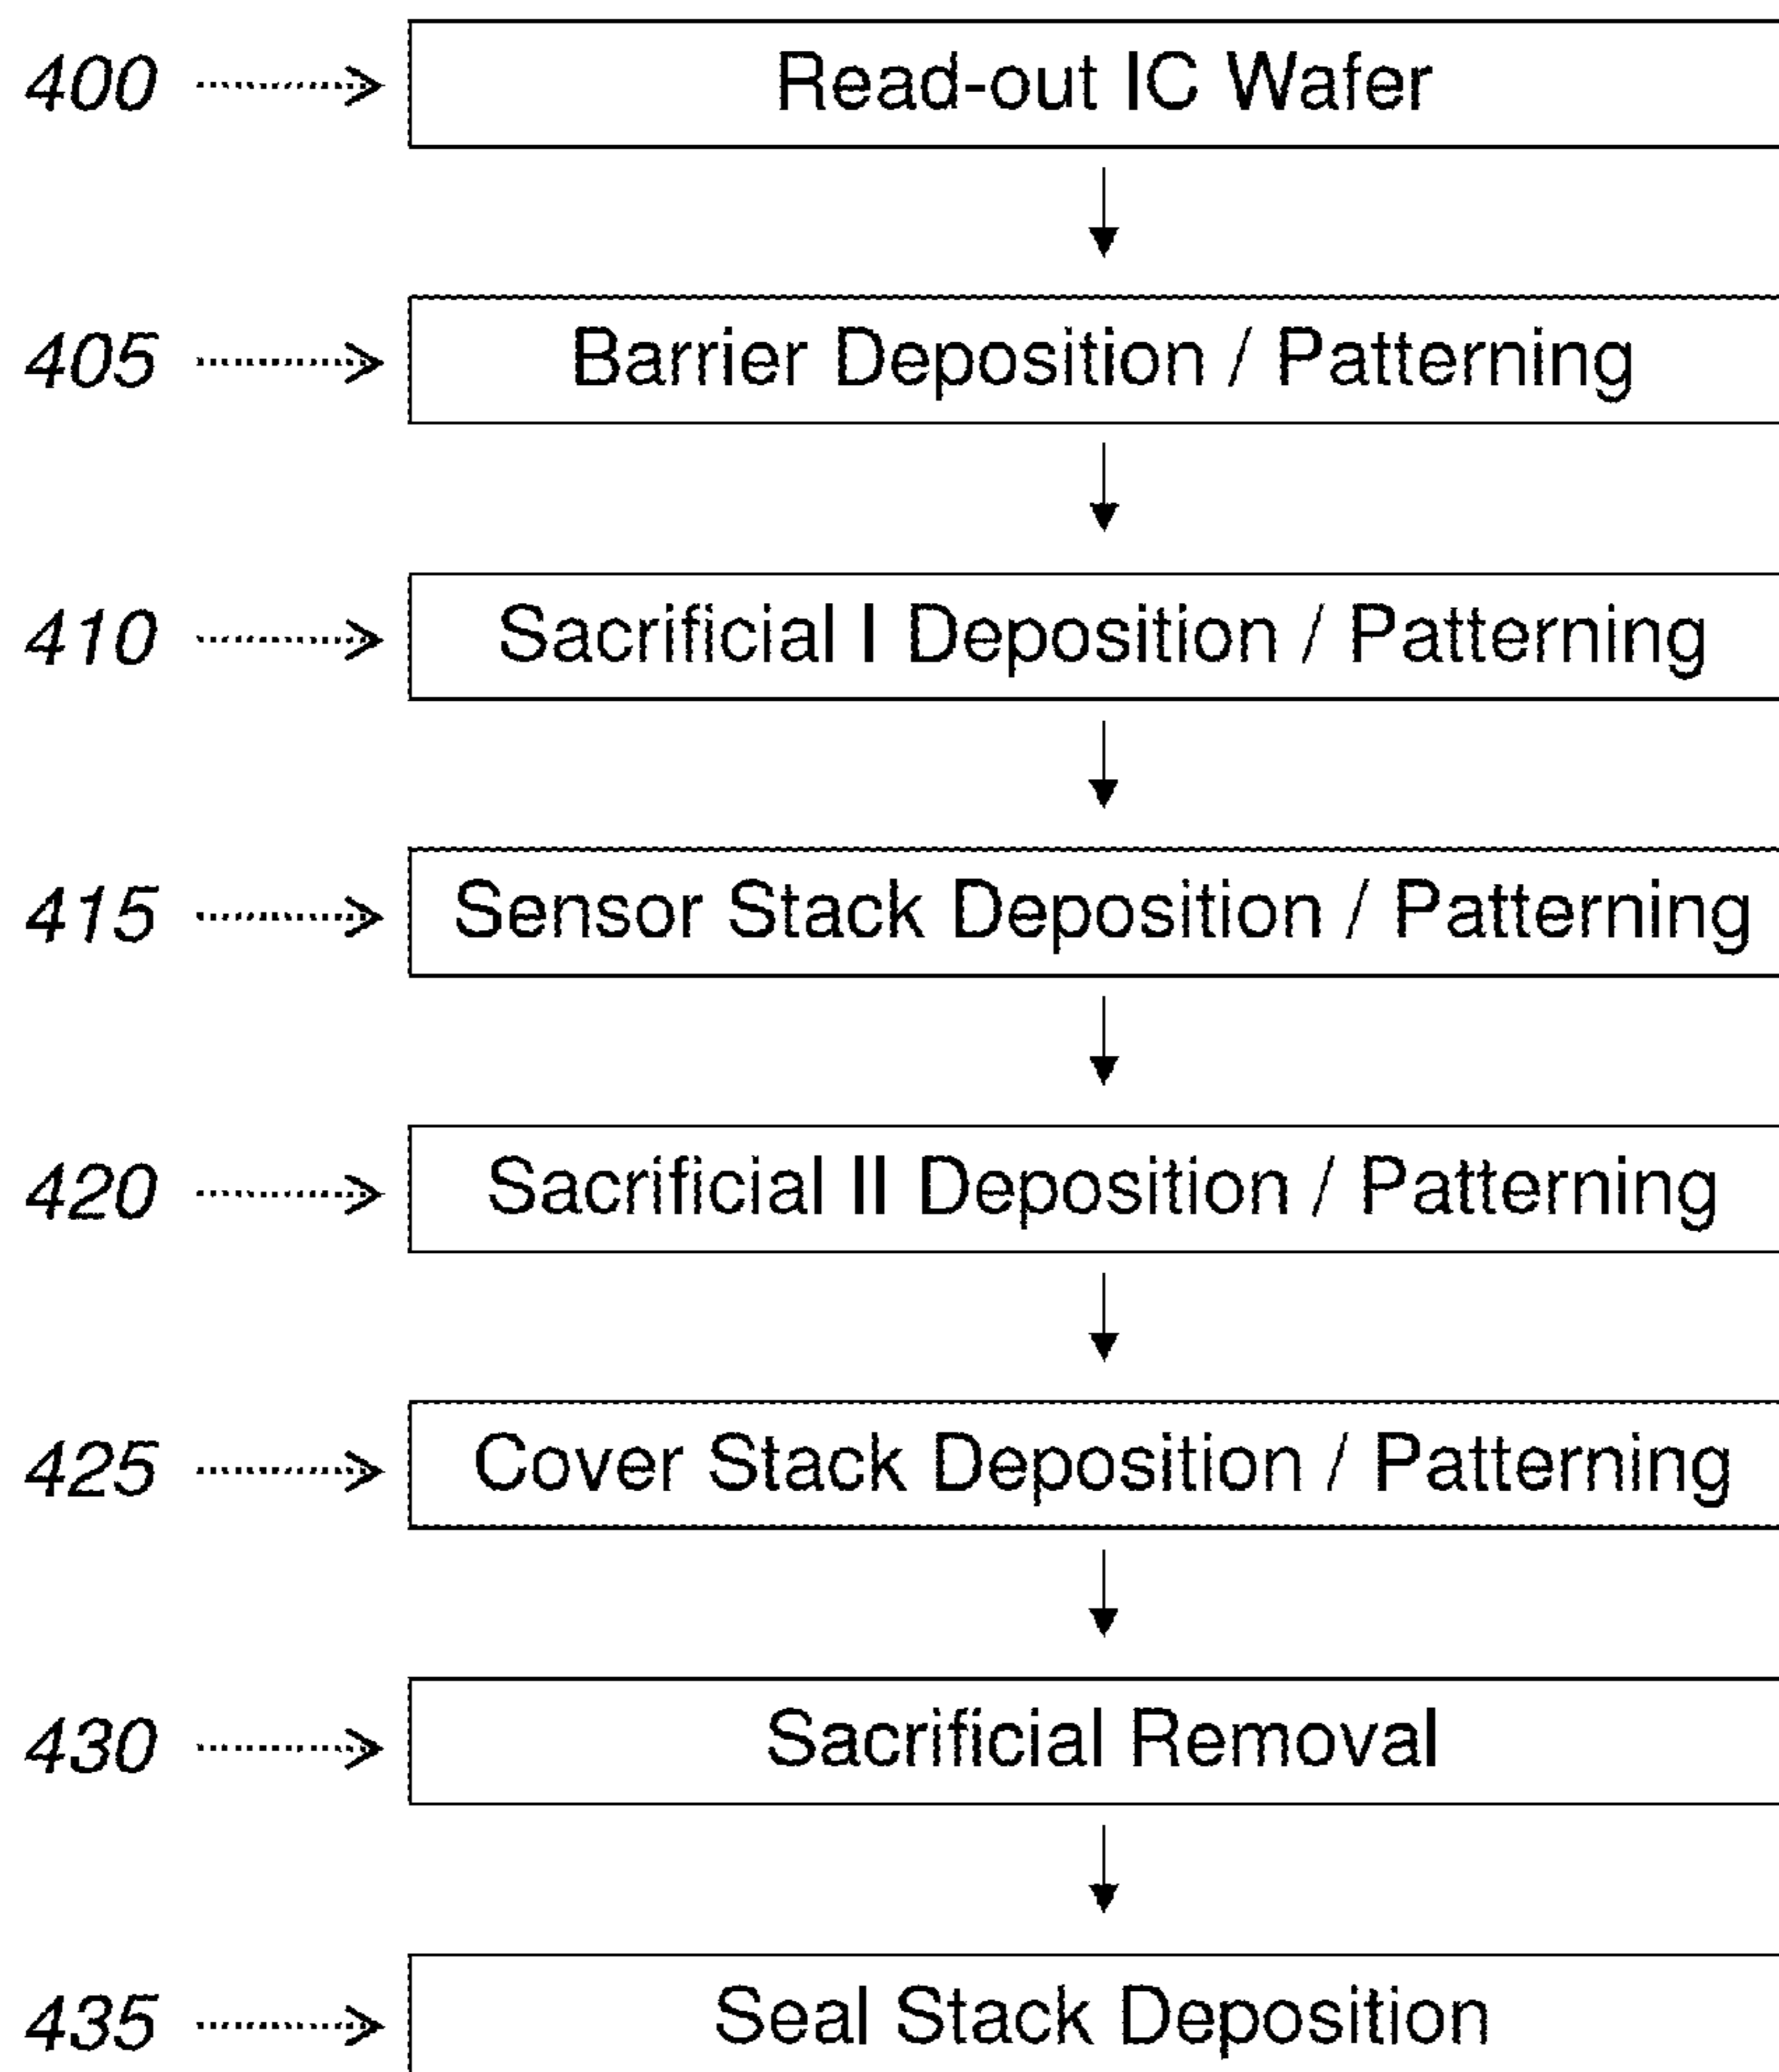 400 Read-out IC Wafer
405 Barrier Deposition / Patterning
410 Sacrificial I Deposition / Patterning
415 Sensor Stack Deposition / Patterning
420 Sacrificial II Deposition / Patterning
425 Cover Stack Deposition / Patterning
430 Sacrificial Removal
435 Seal Stack Deposition